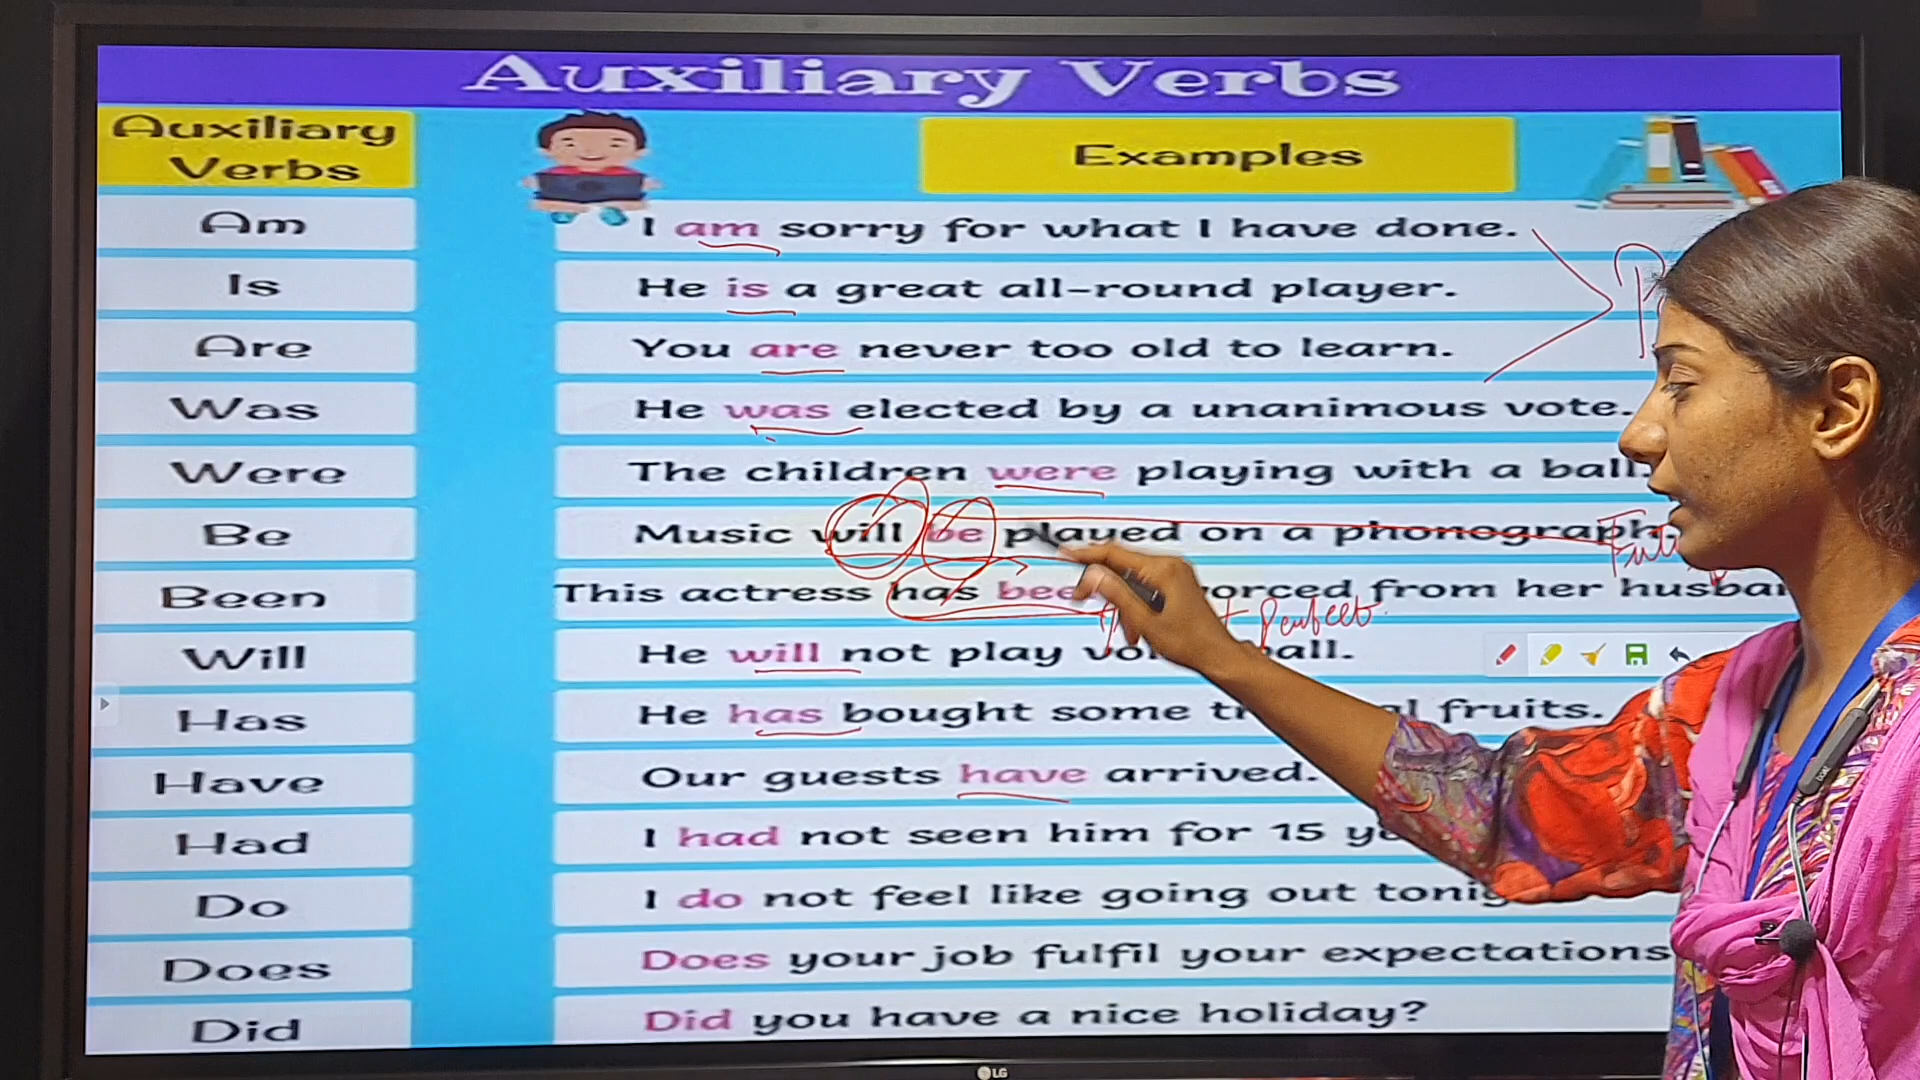 Auxiliary Verbs
Auxiliary Verbs
Examples
Am
I am sorry for what I have done.
Is
He is a great all-round player.
Are
You are never too old to learn.
Was
He was elected by a unanimous vote.
Were
The children were playing with a ball.
Be
Music will be played on a phonograph.
Been
This actress has from her
Perfect
Will
He will not play
Has
He has bought some fruits.
Have
Our guests have arrived.
Had
I had not seen him for 15
Do
I do not feel like going out
Does
Does your job fulfil your expectations
Did
Did you have a nice holiday?
LG